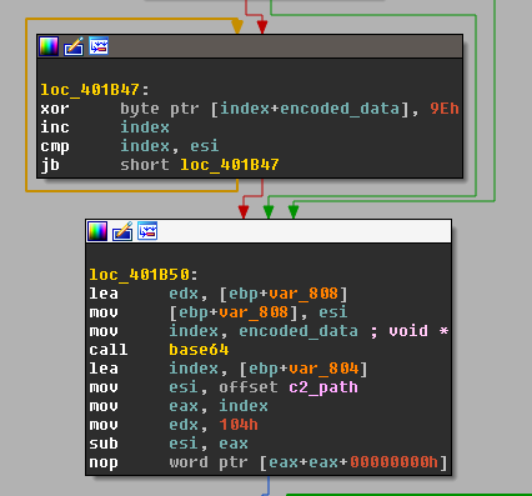 loc_401B47:
xor byte ptr [index+encoded_data], 9Eh
inc index
cmp index, esi
jb short loc_401B47
loc_401B50:
lea edx, [ebp+var_808]
mov [ebp+var_808], esi
mov index, encoded_data ; void *
call base64
lea index, [ebp+var_804]
mov esi, offset c2_path
mov eax, index
mov edx, 104h
sub esi, eax
nop word ptr [eax+eax+00000000h]